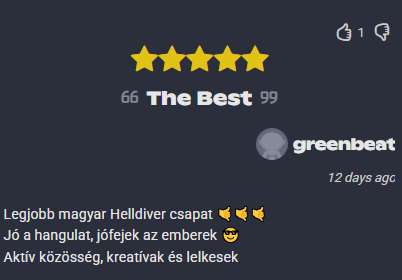 1
66 The Best 99
greenbeat
12 days ago
Legjobb magyar Helldiver csapat 🤙🤙🤙
Jó a hangulat, jófejek az emberek 😎
Aktív közösség, kreatívak és lelkesek